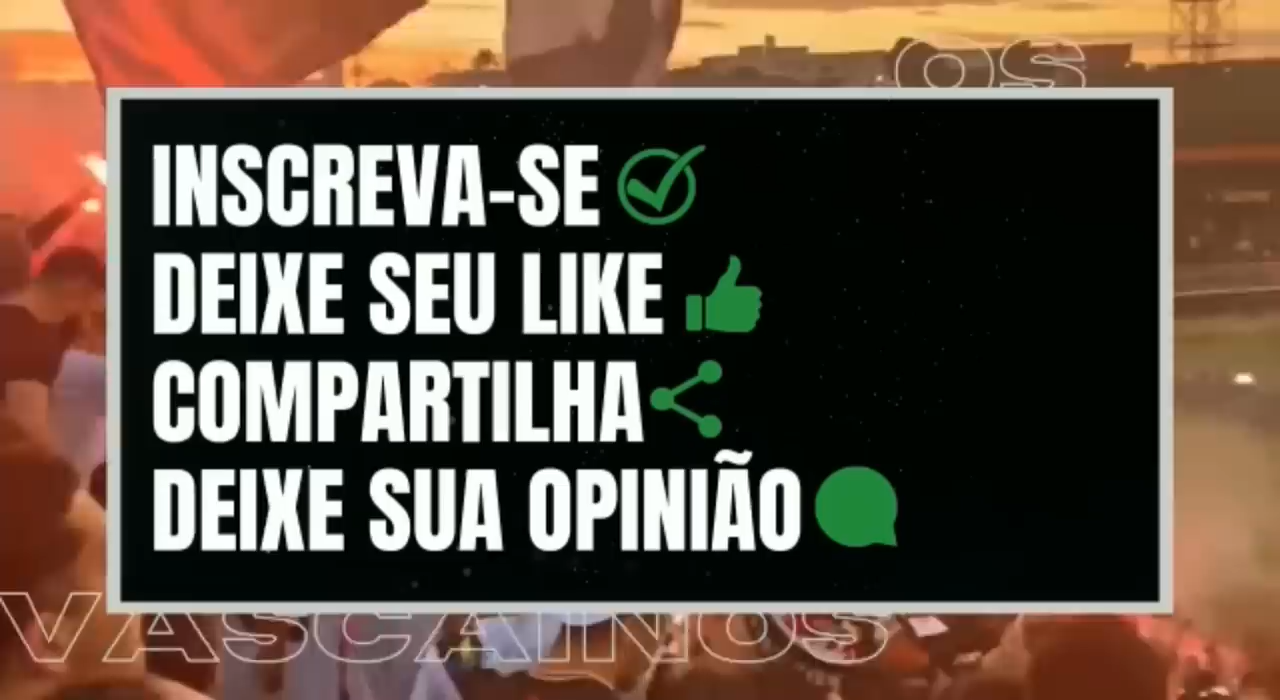 OS
INSCREVA-SE
DEIXE SEU LIKE
COMPARTILHA
DEIXE SUA OPINIÃO
VASCAINOS